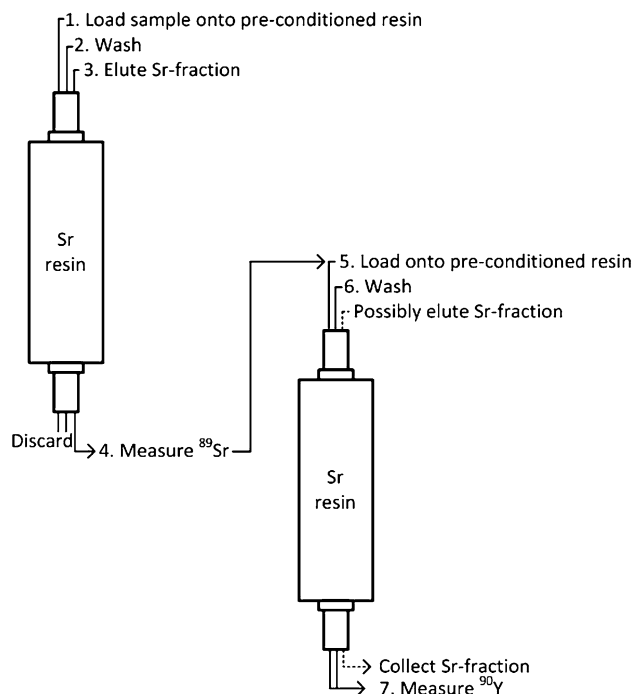 1. Load sample onto pre-conditioned resin
2. Wash
3. Elute Sr-fraction
Sr
resin
Discard
4. Measure ⁸⁹Sr
5. Load onto pre-conditioned resin
6. Wash
Possibly elute Sr-fraction
Sr
resin
Collect Sr-fraction
7. Measure ⁹⁰Y